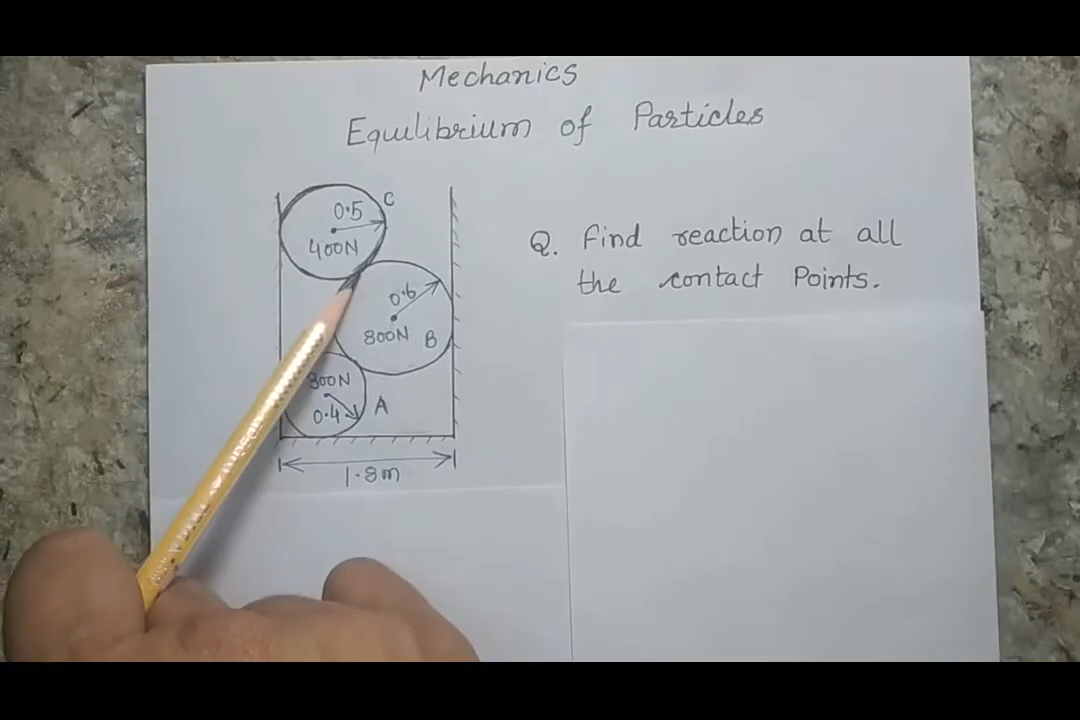 Mechanics
Equilibrium of Particles
C
0.5
400N
0.6
800N B
300N
0.4 A
1.8m
Q. Find reaction at all
the contact Points.